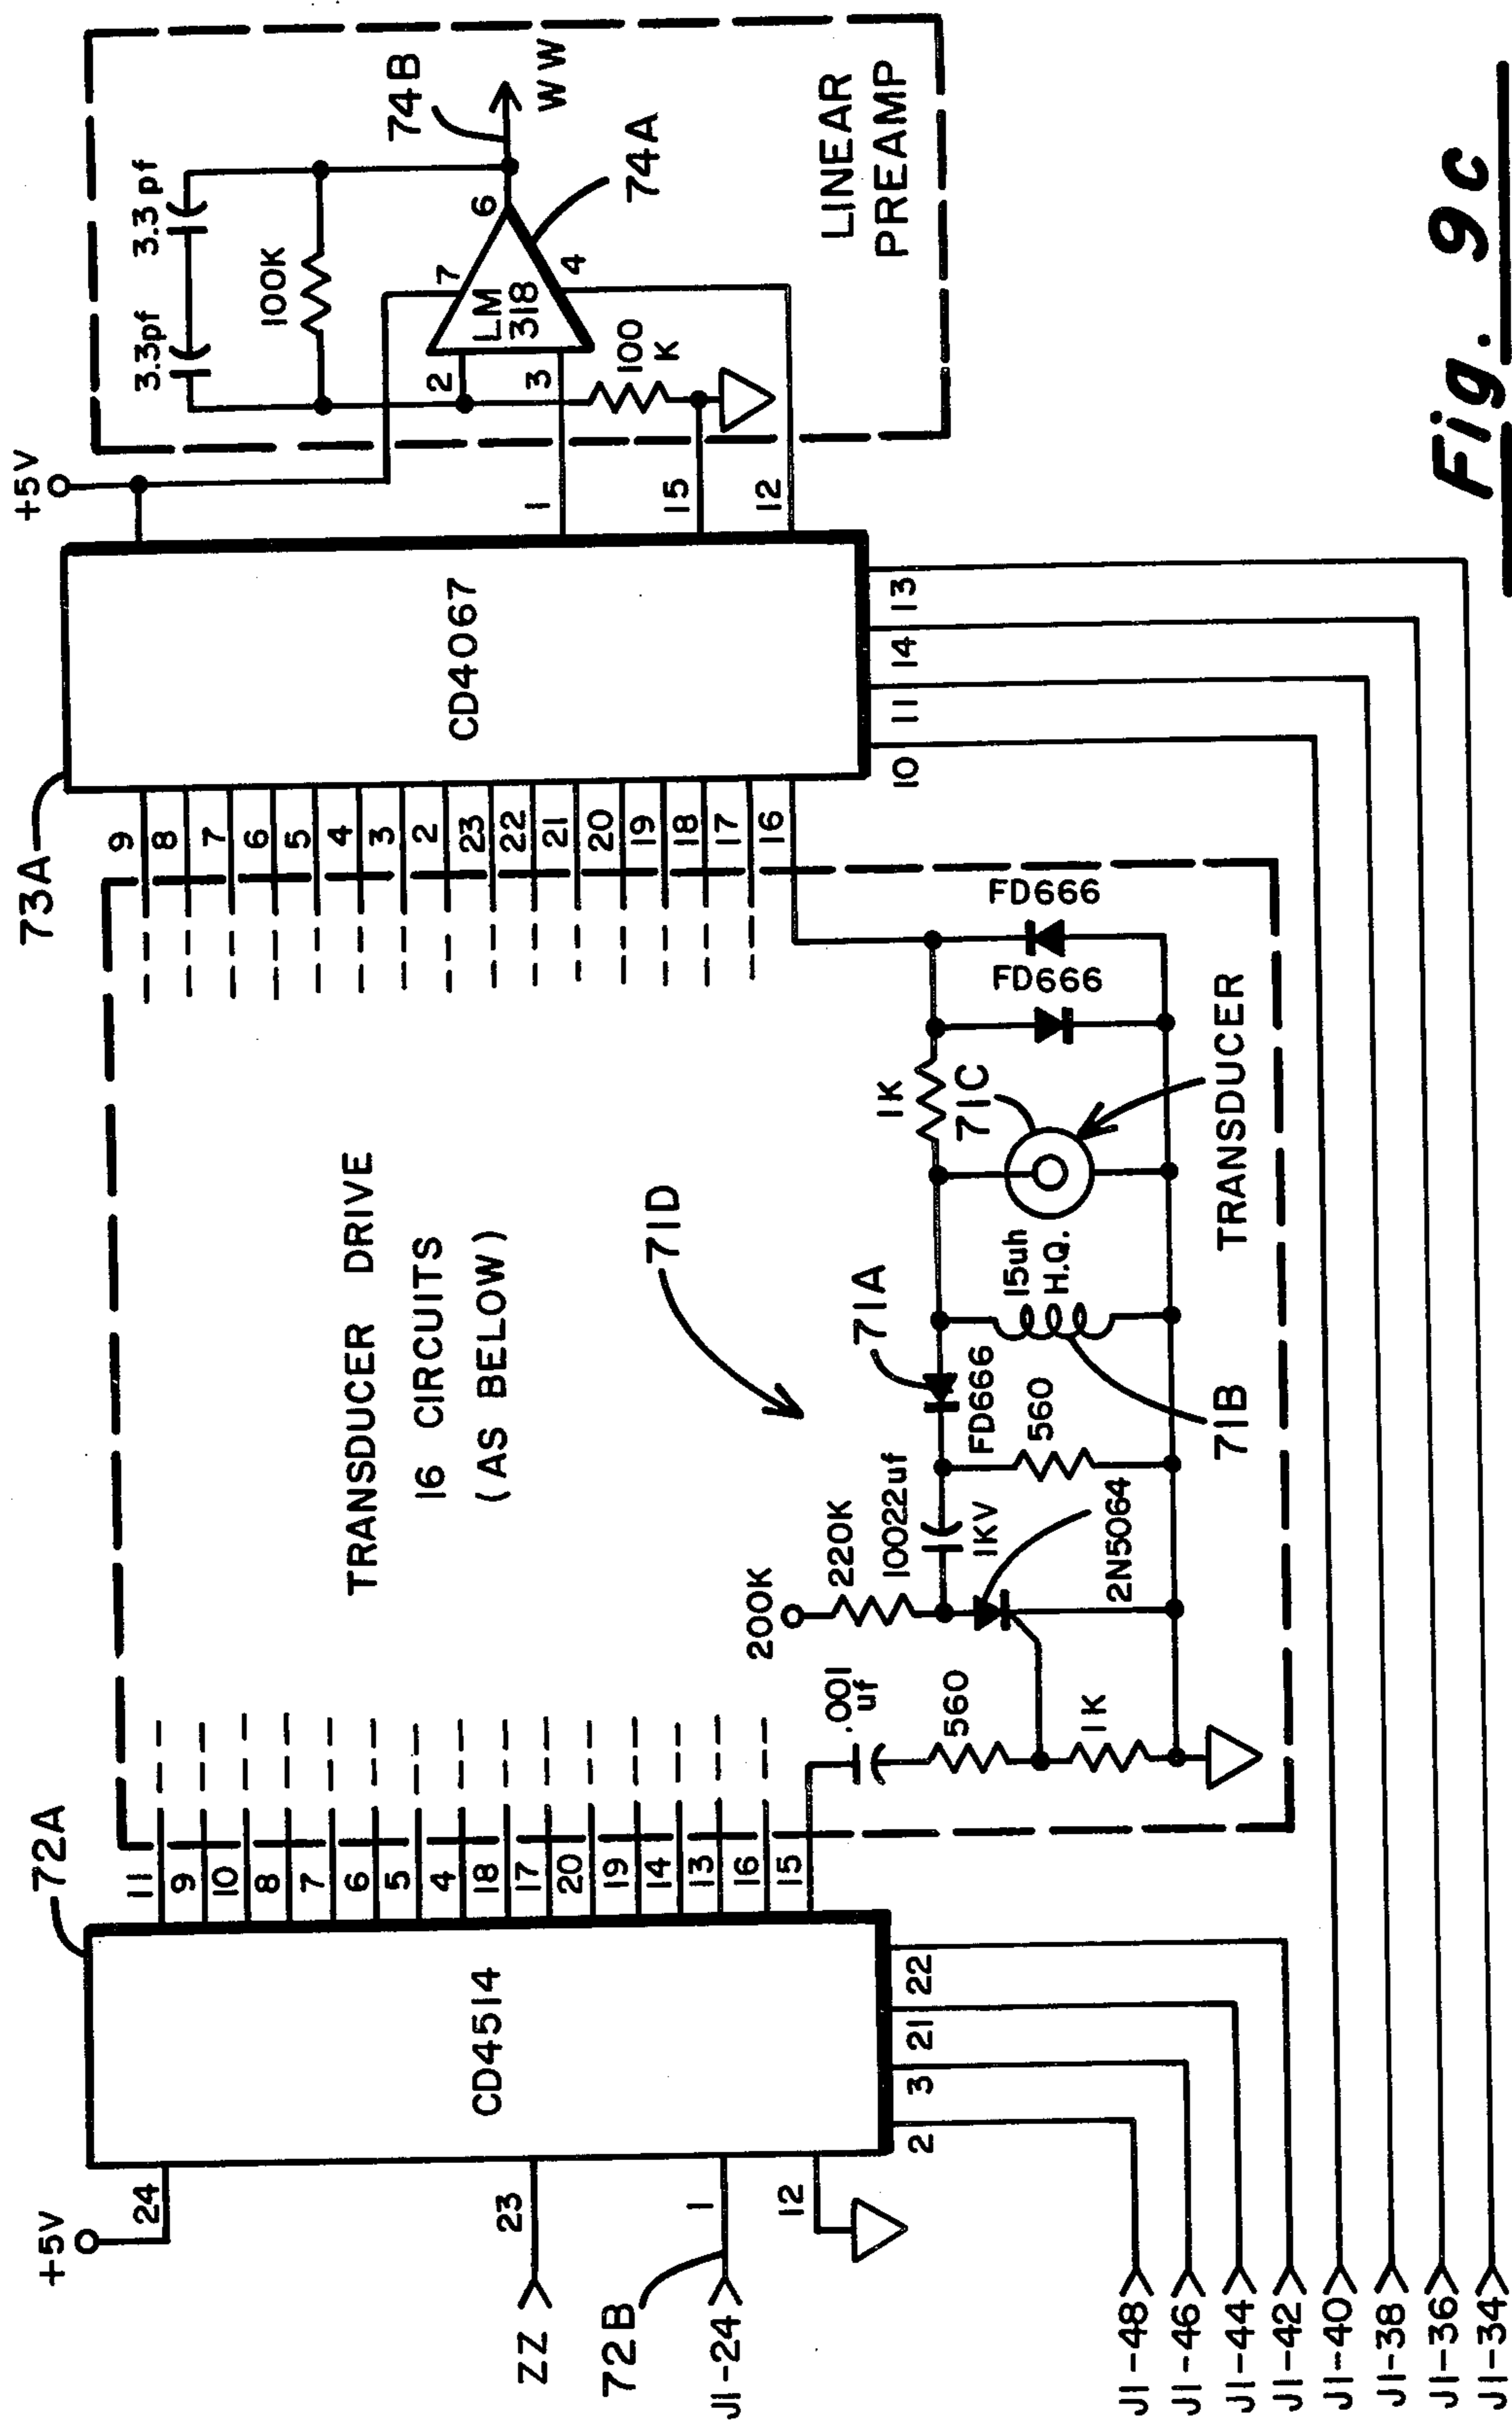 +5V
24
72A
CD4514
ZZ
23
72B
J1-24
1
12
2
3
21
22
11
9
10
8
7
6
5
4
18
17
20
19
14
13
16
15
TRANSDUCER DRIVE
16 CIRCUITS
(AS BELOW)
71D
.001
uf
560
1K
200K
220K
10022uf
1KV
2N5064
FD666
560
71A
71B
15uh
H.Q.
71C
1K
TRANSDUCER
FD666
FD666
73A
9
8
7
6
5
4
3
2
23
22
21
20
19
18
17
16
CD4067
10
11
14
13
+5V
1
15
12
3.3pf
3.3pf
100K
2
3
7
LM
318
6
4
100
K
74B
WW
74A
LINEAR
PREAMP
J1-48
J1-46
J1-44
J1-42
J1-40
J1-38
J1-36
J1-34
Fig. 9c